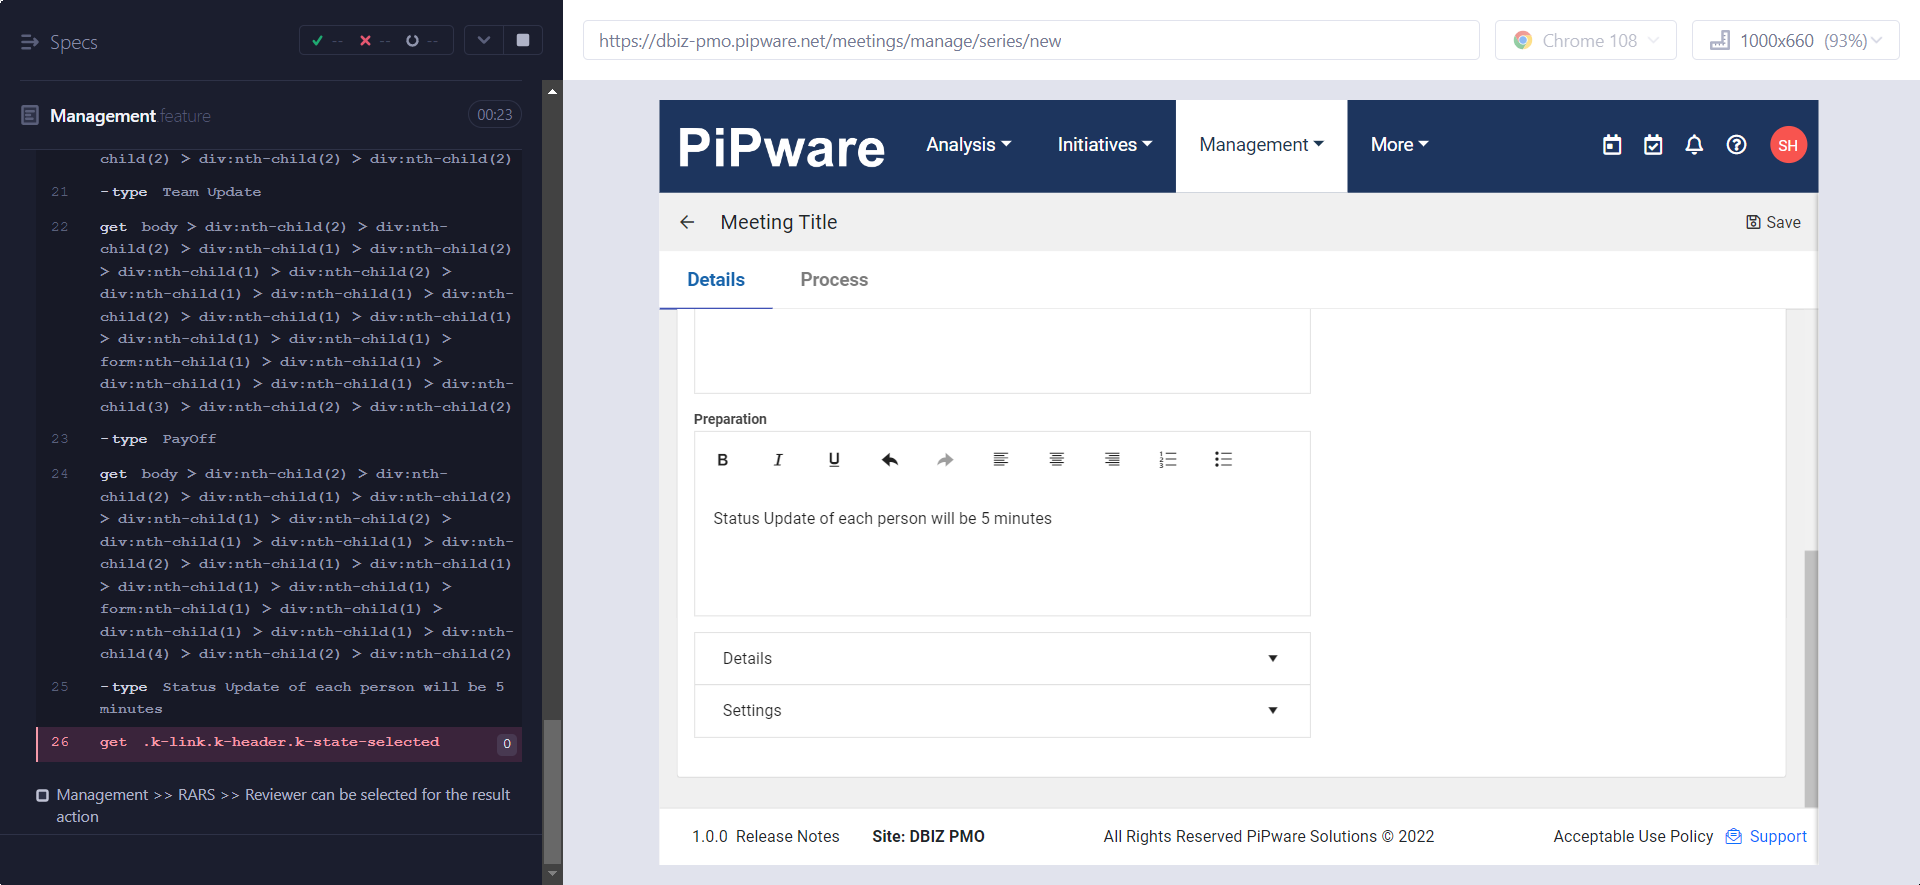 Specs
-- -- --
Management.feature
00:23
child(2) > div:nth-child(2) > div:nth-child(2)
21 -type Team Update
22 get body > div:nth-child(2) > div:nth-
child(2) > div:nth-child(1) > div:nth-child(2)
> div:nth-child(1) > div:nth-child(2) >
div:nth-child(1) > div:nth-child(1) > div:nth-
child(2) > div:nth-child(1) > div:nth-child(1)
> div:nth-child(1) > div:nth-child(1) >
form:nth-child(1) > div:nth-child(1) >
div:nth-child(1) > div:nth-child(1) > div:nth-
child(3) > div:nth-child(2) > div:nth-child(2)
23 -type PayOff
24 get body > div:nth-child(2) > div:nth-
child(2) > div:nth-child(1) > div:nth-child(2)
> div:nth-child(1) > div:nth-child(2) >
div:nth-child(1) > div:nth-child(1) > div:nth-
child(2) > div:nth-child(1) > div:nth-child(1)
> div:nth-child(1) > div:nth-child(1) >
form:nth-child(1) > div:nth-child(1) >
div:nth-child(1) > div:nth-child(1) > div:nth-
child(4) > div:nth-child(2) > div:nth-child(2)
25 -type Status Update of each person will be 5
minutes
26 get .k-link.k-header.k-state-selected 0
Management >> RARS >> Reviewer can be selected for the result
action
https://dbiz-pmo.pipware.net/meetings/manage/series/new
Chrome 108
1000x660 (93%)
PiPware
Analysis
Initiatives
Management
More
SH
Meeting Title
Save
Details
Process
Preparation
B I U
Status Update of each person will be 5 minutes
Details
Settings
1.0.0 Release Notes
Site: DBIZ PMO
All Rights Reserved PiPware Solutions © 2022
Acceptable Use Policy
Support